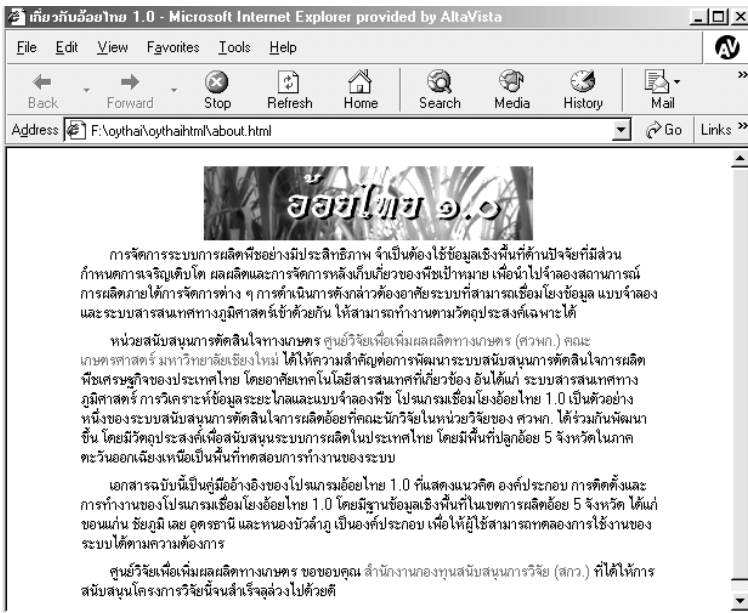 เกี่ยวกับอ้อยไทย 1.0 - Microsoft Internet Explorer provided by AltaVista
File Edit View Favorites Tools Help
Back Forward Stop Refresh Home Search Media History Mail »
Address F:\oythai\oythaihtml\about.html Go Links »
อ้อยไทย ๑.๐
การจัดการระบบการผลิตพืชอย่างมีประสิทธิภาพ จำเป็นต้องใช้ข้อมูลเชิงพื้นที่ด้านปัจจัยที่มีส่วน
กำหนดการเจริญเติบโต ผลผลิตและการจัดการหลังเก็บเกี่ยวของพืชเป้าหมาย เพื่อนำไปจำลองสถานการณ์
การผลิตภายใต้การจัดการต่าง ๆ การดำเนินการดังกล่าวต้องอาศัยระบบที่สามารถเชื่อมโยงข้อมูล แบบจำลอง
และระบบสารสนเทศทางภูมิศาสตร์เข้าด้วยกัน ให้สามารถทำงานตามวัตถุประสงค์เฉพาะได้
หน่วยสนับสนุนการตัดสินใจทางเกษตร ศูนย์วิจัยเพื่อเพิ่มผลผลิตทางเกษตร (ศวพก.) คณะ
เกษตรศาสตร์ มหาวิทยาลัยเชียงใหม่ ได้ให้ความสำคัญต่อการพัฒนาระบบสนับสนุนการตัดสินใจการผลิต
พืชเศรษฐกิจของประเทศไทย โดยอาศัยเทคโนโลยีสารสนเทศที่เกี่ยวข้อง อันได้แก่ ระบบสารสนเทศทาง
ภูมิศาสตร์ การวิเคราะห์ข้อมูลระยะไกลและแบบจำลองพืช โปรแกรมเชื่อมโยงอ้อยไทย 1.0 เป็นตัวอย่าง
หนึ่งของระบบสนับสนุนการตัดสินใจการผลิตอ้อยที่คณะนักวิจัยในหน่วยวิจัยของ ศวพก. ได้ร่วมกันพัฒนา
ขึ้น โดยมีวัตถุประสงค์เพื่อสนับสนุนระบบการผลิตในประเทศไทย โดยมีพื้นที่ปลูกอ้อย 5 จังหวัดในภาค
ตะวันออกเฉียงเหนือเป็นพื้นที่ทดสอบการทำงานของระบบ
เอกสารฉบับนี้เป็นคู่มืออ้างอิงของโปรแกรมอ้อยไทย 1.0 ที่แสดงแนวคิด องค์ประกอบ การติดตั้งและ
การทำงานของโปรแกรมเชื่อมโยงอ้อยไทย 1.0 โดยมีฐานข้อมูลเชิงพื้นที่ในเขตการผลิตอ้อย 5 จังหวัด ได้แก่
ขอนแก่น ชัยภูมิ เลย อุดรธานี และหนองบัวลำภู เป็นองค์ประกอบ เพื่อให้ผู้ใช้สามารถทดลองการใช้งานของ
ระบบได้ตามความต้องการ
ศูนย์วิจัยเพื่อเพิ่มผลผลิตทางเกษตร ขอขอบคุณ สำนักงานกองทุนสนับสนุนการวิจัย (สกว.) ที่ได้ให้การ
สนับสนุนโครงการวิจัยนี้จนสำเร็จลุล่วงไปด้วยดี